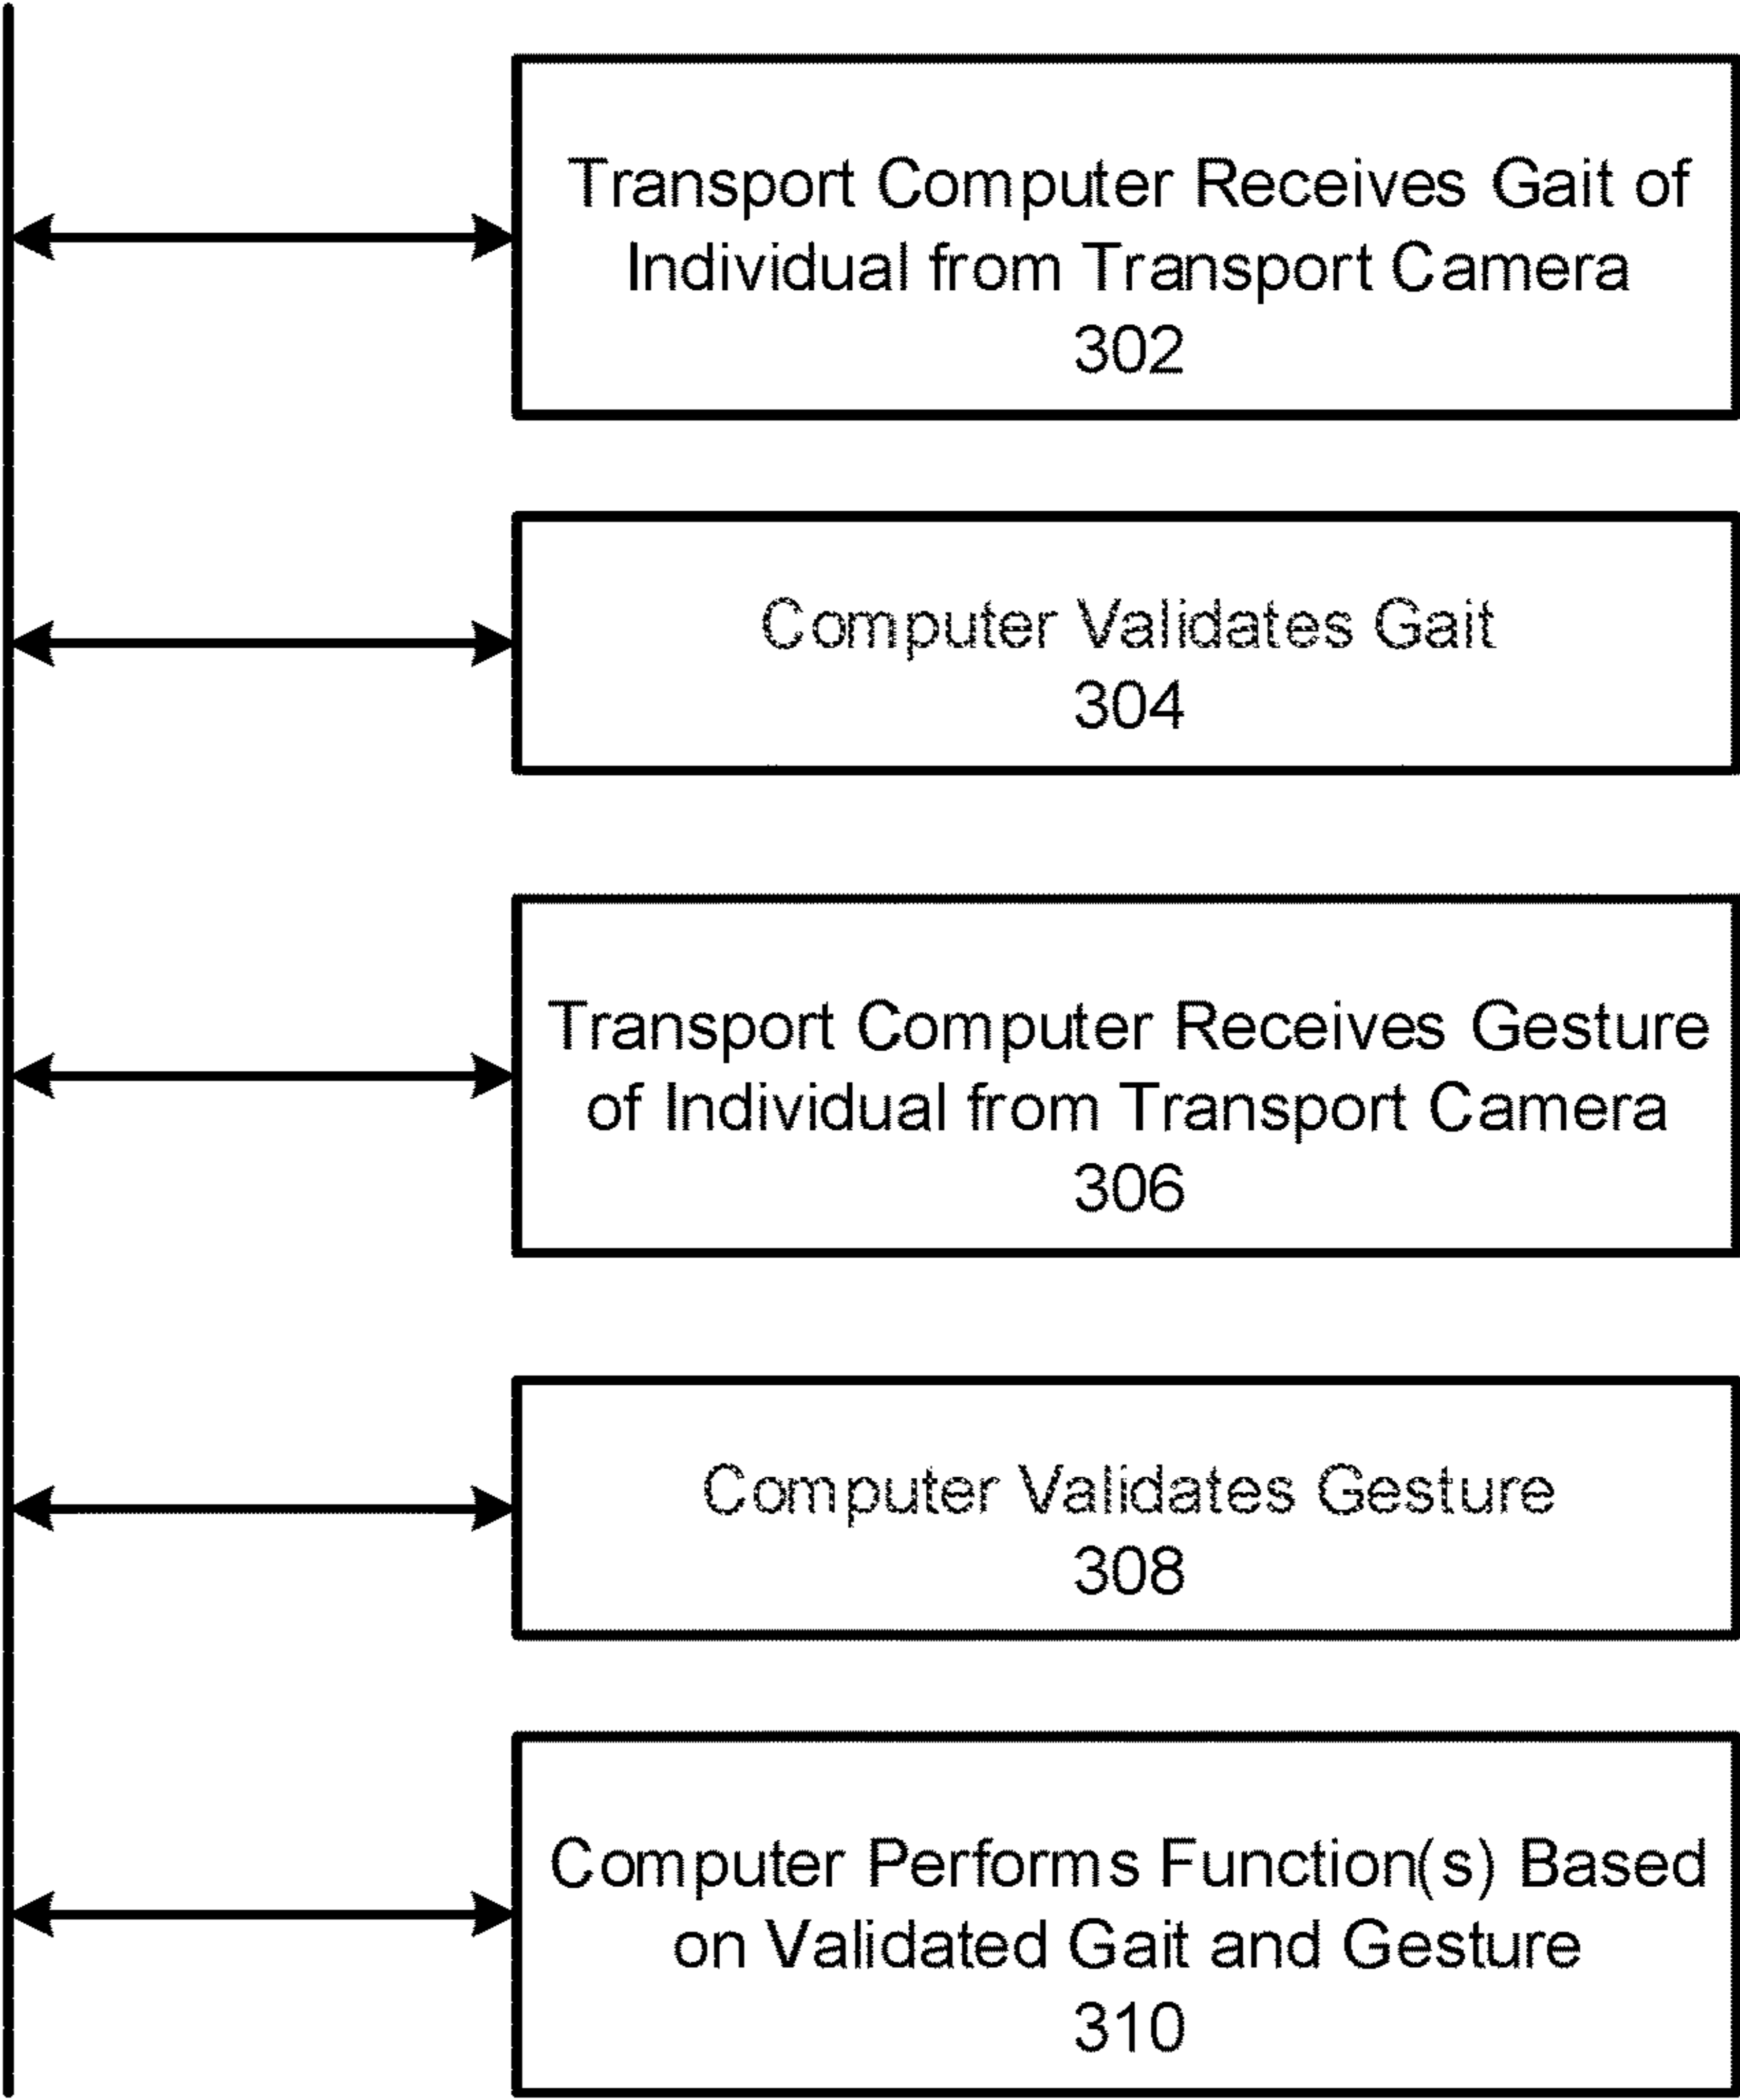 Transport Computer Receives Gait of
Individual from Transport Camera
302
Computer Validates Gait
304
Transport Computer Receives Gesture
of Individual from Transport Camera
306
Computer Validates Gesture
308
Computer Performs Function(s) Based
on Validated Gait and Gesture
310